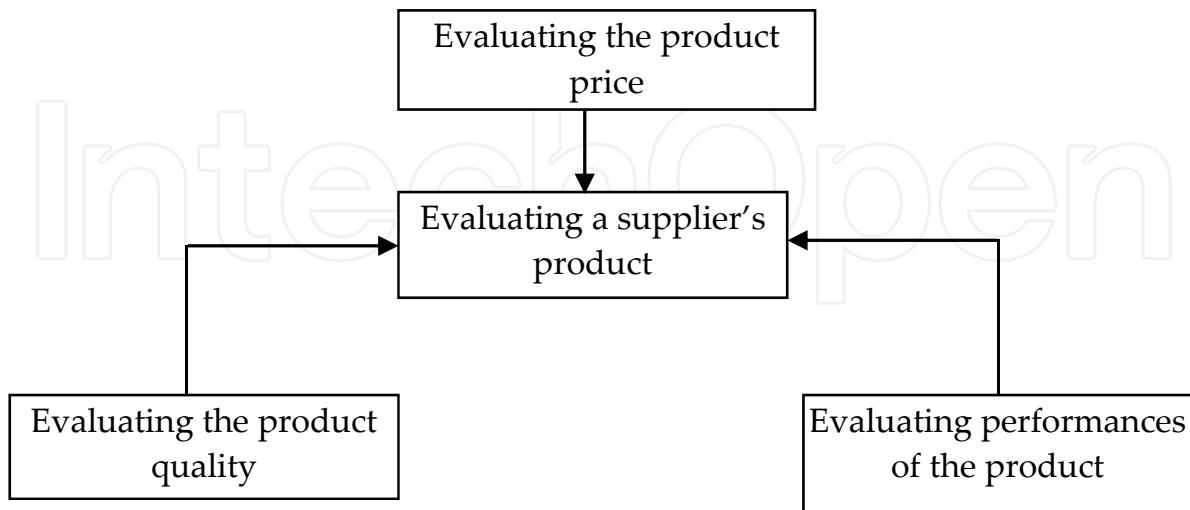 Evaluating the product
price
IntechOpen
Evaluating a supplier's
product
Evaluating the product
quality
Evaluating performances
of the product